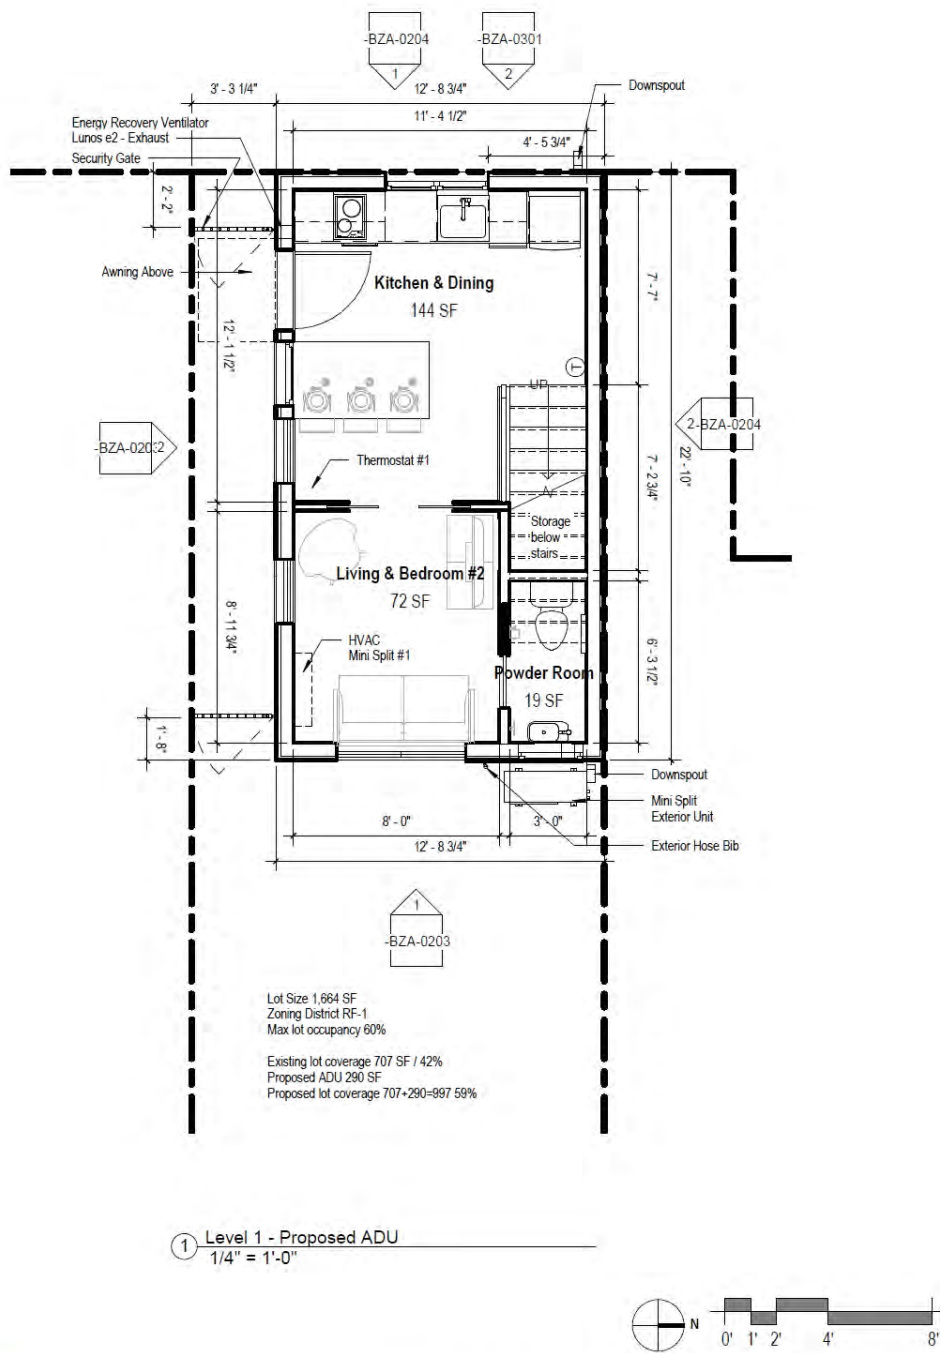 -BZA-0204
1
-BZA-0301
2
3' - 3 1/4"
12' - 8 3/4"
Downspout
11' - 4 1/2"
4' - 5 3/4"
Energy Recovery Ventilator
Lunos e2 - Exhaust
Security Gate
2' - 2"
Awning Above
Kitchen & Dining
144 SF
7' - 7"
12' - 1 1/2"
T
UP
2
-BZA-0204
-BZA-0203
2
22' - 10"
7' - 2 3/4"
Thermostat #1
Storage
below
stairs
Living & Bedroom #2
72 SF
8' - 11 3/4"
HVAC
Mini Split #1
6' - 3 1/2"
Powder Room
19 SF
1' - 8"
Downspout
Mini Split
Exterior Unit
8' - 0"
3' - 0"
12' - 8 3/4"
Exterior Hose Bib
1
-BZA-0203
Lot Size 1,664 SF
Zoning District RF-1
Max lot occupancy 60%
Existing lot coverage 707 SF / 42%
Proposed ADU 290 SF
Proposed lot coverage 707+290=997 59%
1
Level 1 - Proposed ADU
1/4" = 1'-0"
N
0' 1' 2' 4' 8'